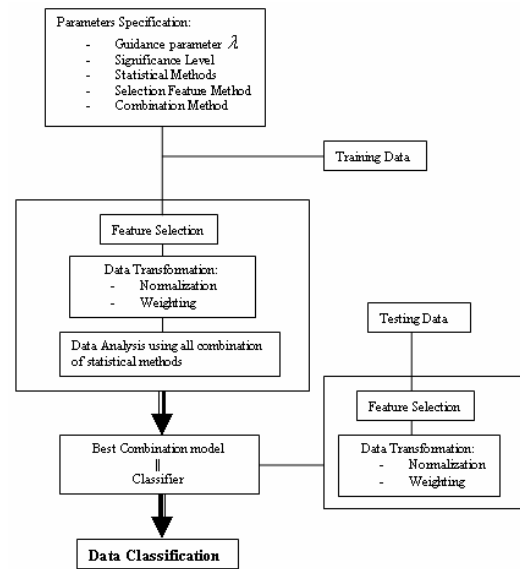 Parameters Specification:
- Guidance parameter λ
- Significance Level
- Statistical Methods
- Selection Feature Method
- Combination Method
Training Data
Feature Selection
Data Transformation:
- Normalization
- Weighting
Data Analysis using all combination
of statistical methods
Testing Data
Feature Selection
Data Transformation:
- Normalization
- Weighting
Best Combination model
||
Classifier
Data Classification